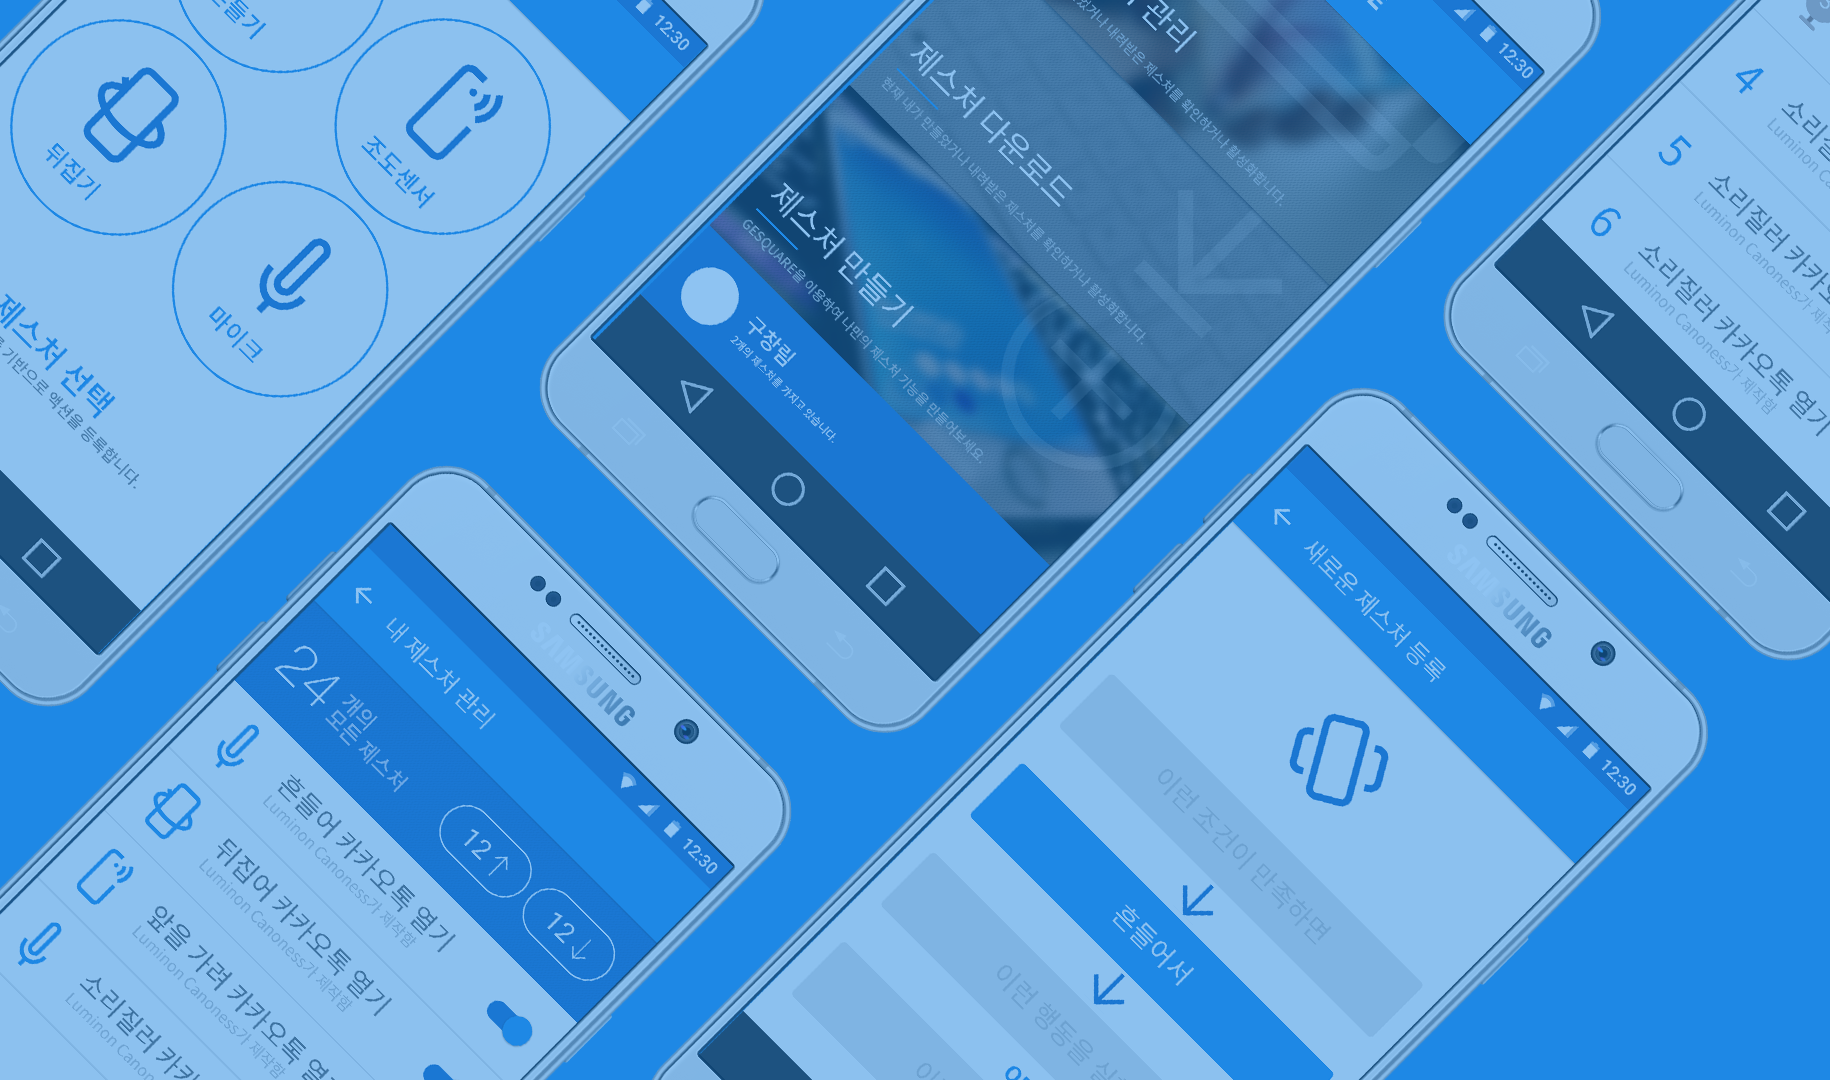 12:30
뒤집기
조도센서
마이크
제스처 선택
기반으로 액션을 등록합니다.
12:30
관리
제스처 다운로드
현재 내가 만들었거나 내려받은 제스처를 확인하거나 활성화합니다.
제스처 만들기
GESQUARE을 이용하여 나만의 제스처 기능을 만들어보세요.
구창림
2개의 제스처를 가지고 있습니다.
4
소리질러
Luminon
5
소리질러 카카오
Luminon Canoness가 제작
6
소리질러 카카오톡 열기
Luminon Canoness가 제작함
SAMSUNG
12:30
내 제스처 관리
24
개의
모든 제스처
12
12
흔들어 카카오톡 열기
Luminon Canoness가 제작함
뒤집어 카카오톡 열기
Luminon Canoness가 제작함
앞을 가려 카카오톡
Luminon Canoness가 제작함
소리질러 카카
Luminon
SAMSUNG
12:30
새로운 제스처 등록
이런 조건이 만족하면
흔들어서
이런 행동을